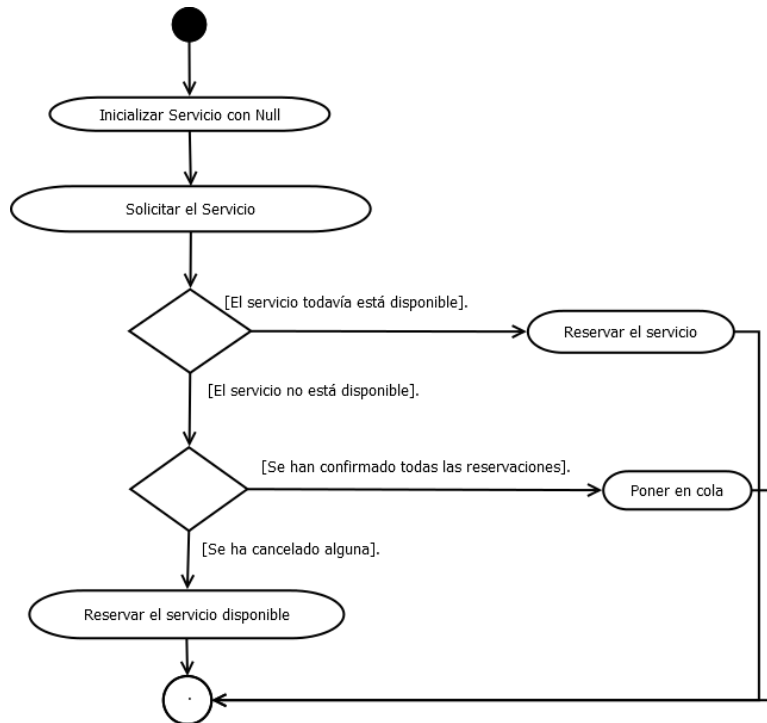 Inicializar Servicio con Null
Solicitar el Servicio
[El servicio todavía está disponible].
Reservar el servicio
[El servicio no está disponible].
[Se han confirmado todas las reservaciones].
Poner en cola
[Se ha cancelado alguna].
Reservar el servicio disponible